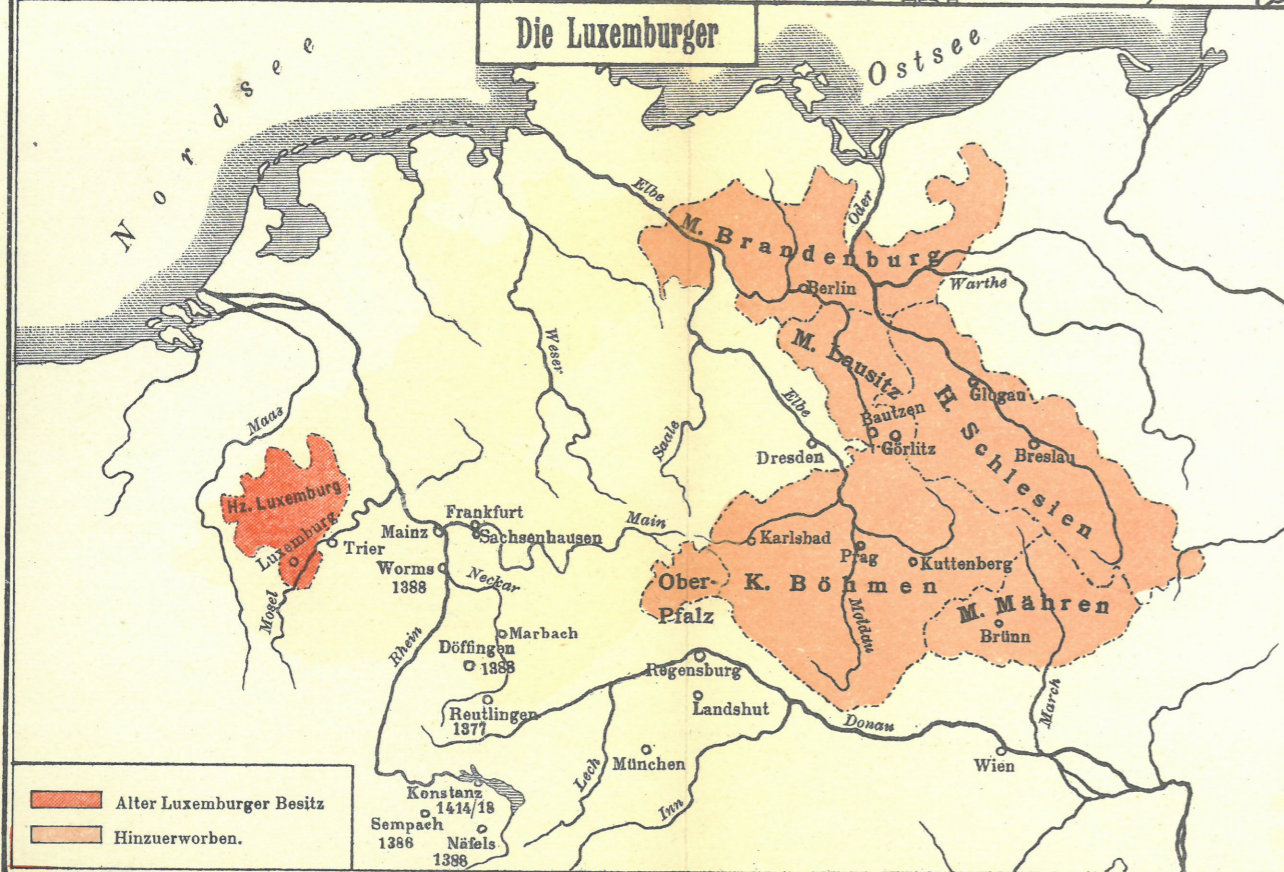 Die Luxemburger
Nordsee
Ostsee
Elbe
Oder
M. Brandenburg
Berlin
Warthe
Weser
M. Lausitz
Maas
Elbe
Glogau
H. Schlesien
Bautzen
Görlitz
Saale
Dresden
Breslau
Hz. Luxemburg
Luxemburg
Trier
Mosel
Frankfurt
Mainz
Sachsenhausen
Main
Karlsbad
Prag
Kuttenberg
Worms
1388
Neckar
Ober-
Pfalz
K. Böhmen
M. Mähren
Brünn
Moldau
Rhein
Marbach
Döffingen
1388
Regensburg
Reutlingen
1377
Landshut
Donau
March
Lech
München
Inn
Wien
Konstanz
1414/18
Sempach
1386
Näfels
1388
Alter Luxemburger Besitz
Hinzuerworben.